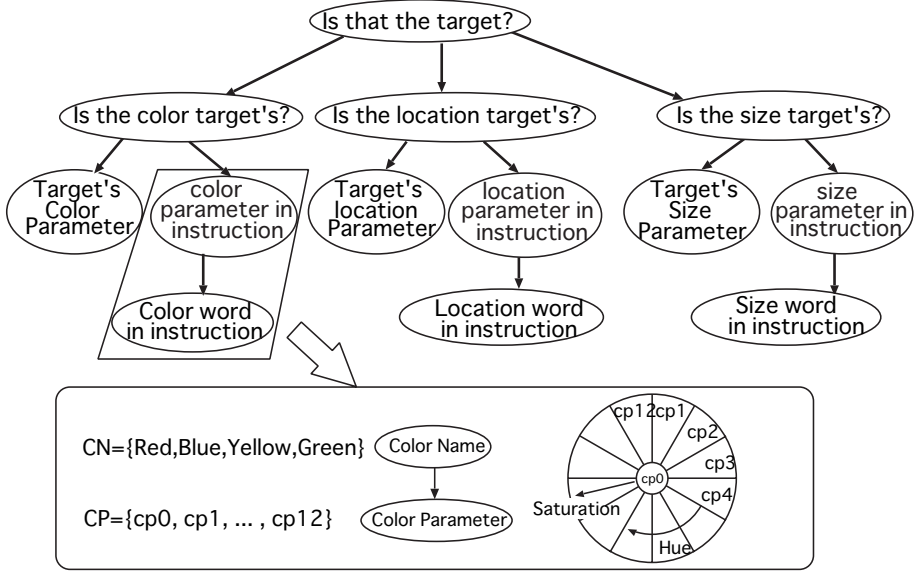 Is that the target?
Is the color target's?
Is the location target's?
Is the size target's?
Target's
Color
Parameter
color
parameter in
instruction
Target's
location
Parameter
location
parameter in
instruction
Target's
Size
Parameter
size
parameter in
instruction
Color word
in instruction
Location word
in instruction
Size word
in instruction
CN={Red,Blue,Yellow,Green}
Color Name
CP={cp0, cp1, ... , cp12}
Color Parameter
cp12
cp1
cp2
cp3
cp0
cp4
Saturation
Hue